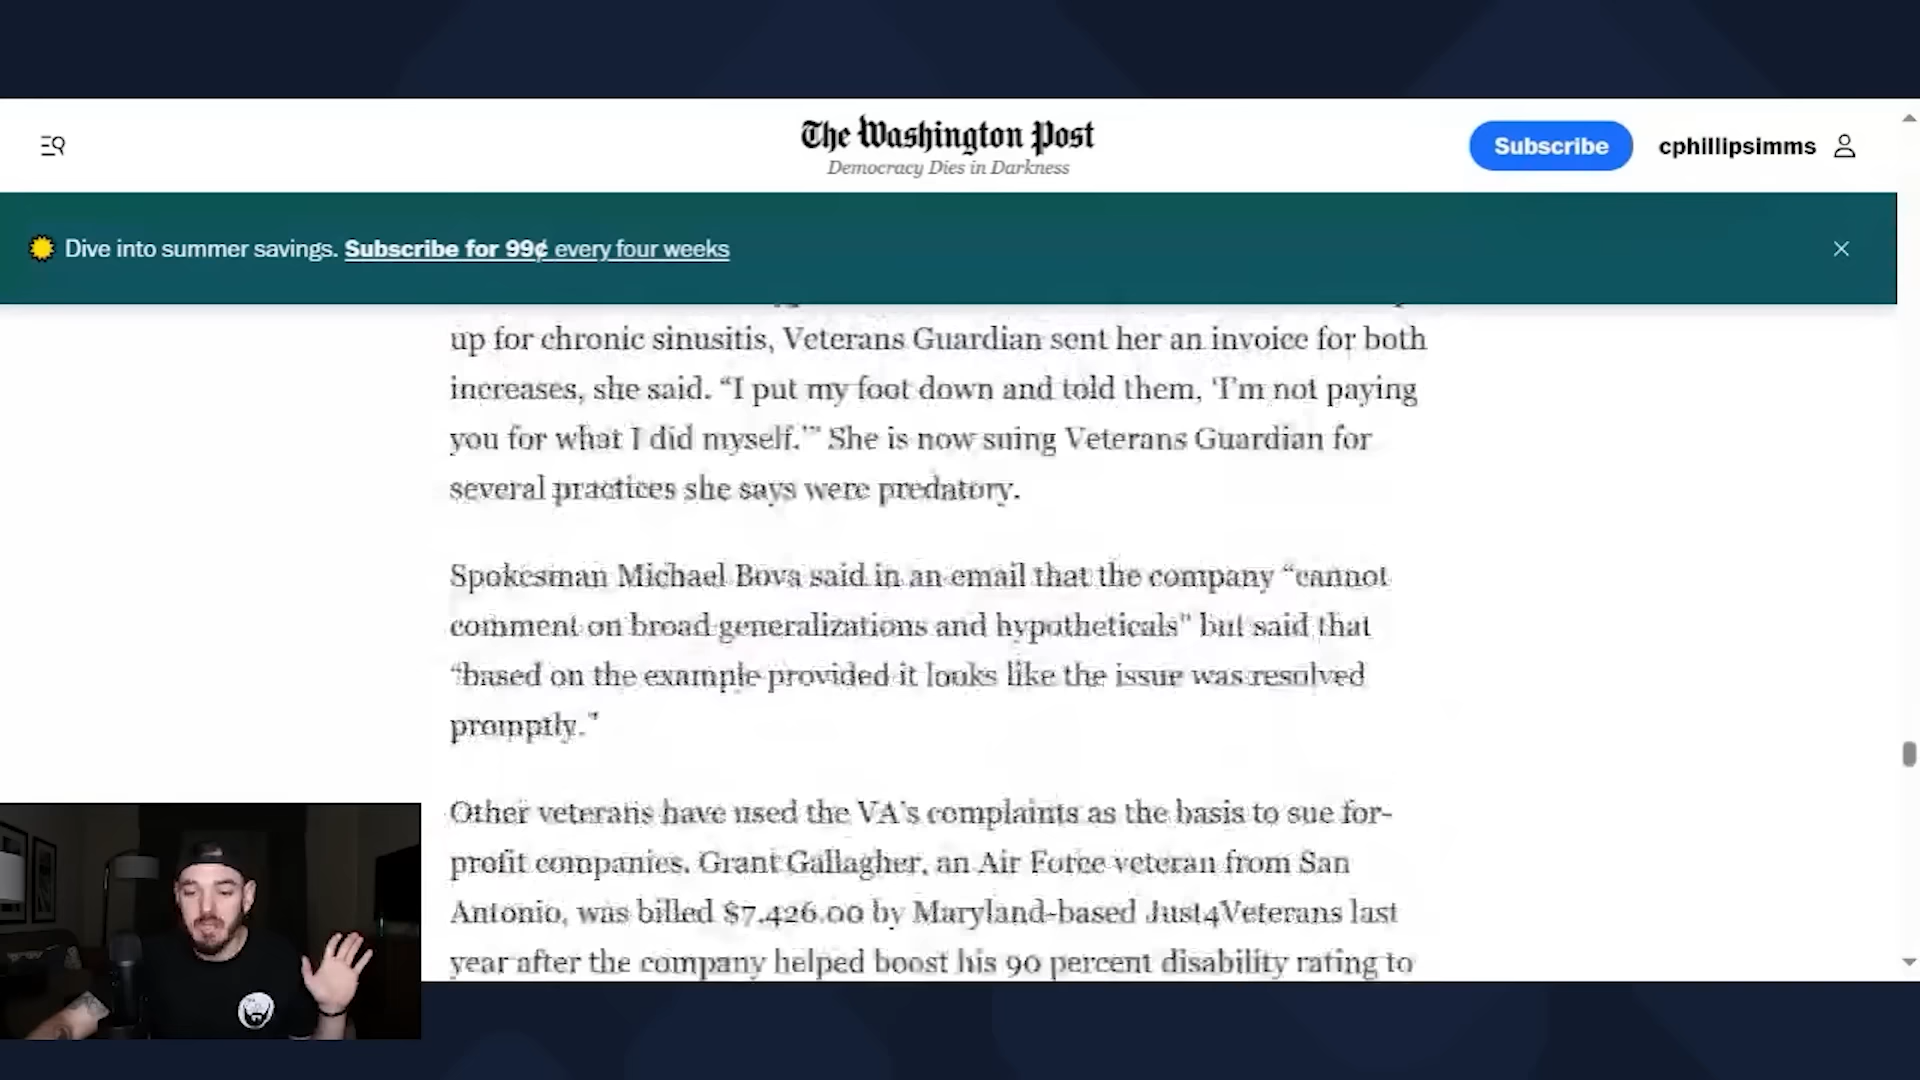 The Washington Post
Democracy Dies in Darkness
Subscribe
cphillipsimms
Dive into summer savings. Subscribe for 99¢ every four weeks
up for chronic sinusitis, Veterans Guardian sent her an invoice for both
increases, she said. “I put my foot down and told them, ‘I’m not paying
you for what I did myself.’” She is now suing Veterans Guardian for
several practices she says were predatory.
Spokesman Michael Bova said in an email that the company “cannot
comment on broad generalizations and hypotheticals” but said that
“based on the example provided it looks like the issue was resolved
promptly.”
Other veterans have used the VA’s complaints as the basis to sue for-
profit companies. Grant Gallagher, an Air Force veteran from San
Antonio, was billed $7,426.00 by Maryland-based Just4Veterans last
year after the company helped boost his 90 percent disability rating to